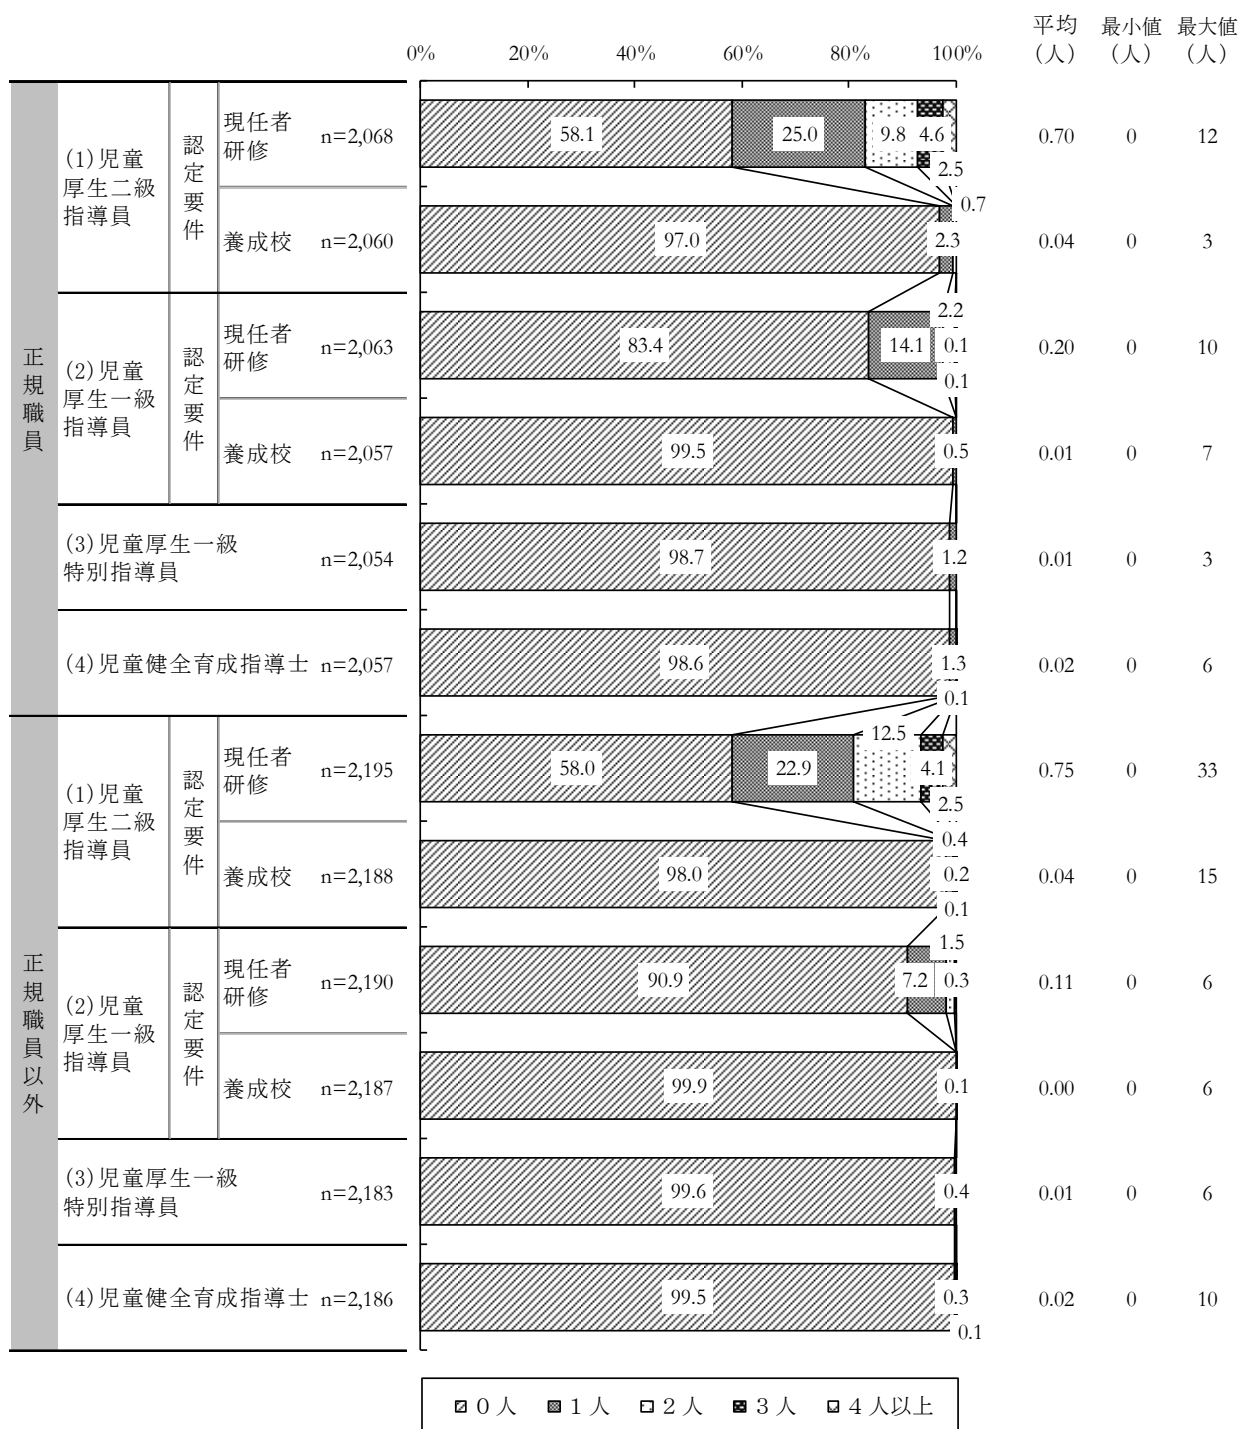 平均 最小値 最大値
(人) (人) (人)
0% 20% 40% 60% 80% 100%
正規職員
(1)児童
厚生二級
指導員
認定要件
現任者
研修 n=2,068 58.1 25.0 9.8 4.6 2.5 0.70 0 12
養成校 n=2,060 97.0 2.3 0.7 0.04 0 3
(2)児童
厚生一級
指導員
認定要件
現任者
研修 n=2,063 83.4 14.1 2.2 0.1 0.1 0.20 0 10
養成校 n=2,057 99.5 0.5 0.01 0 7
(3)児童厚生一級
特別指導員 n=2,054 98.7 1.2 0.01 0 3
(4)児童健全育成指導士 n=2,057 98.6 1.3 0.1 0.02 0 6
正規職員以外
(1)児童
厚生二級
指導員
認定要件
現任者
研修 n=2,195 58.0 22.9 12.5 4.1 2.5 0.75 0 33
養成校 n=2,188 98.0 0.4 0.2 0.1 0.04 0 15
(2)児童
厚生一級
指導員
認定要件
現任者
研修 n=2,190 90.9 7.2 1.5 0.3 0.11 0 6
養成校 n=2,187 99.9 0.1 0.00 0 6
(3)児童厚生一級
特別指導員 n=2,183 99.6 0.4 0.01 0 6
(4)児童健全育成指導士 n=2,186 99.5 0.3 0.1 0.02 0 10
0人 1人 2人 3人 4人以上